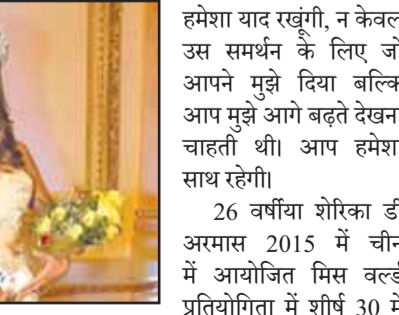 हमेशा याद रखूंगी, न केवल
उस समर्थन के लिए जो
आपने मुझे दिया बल्कि
आप मुझे आगे बढ़ते देखना
चाहती थी। आप हमेशा
साथ रहेगी।
26 वर्षीया शेरिका डी
अरमास 2015 में चीन
में आयोजित मिस वर्ल्ड
प्रतियोगिता में शीर्ष 30 में